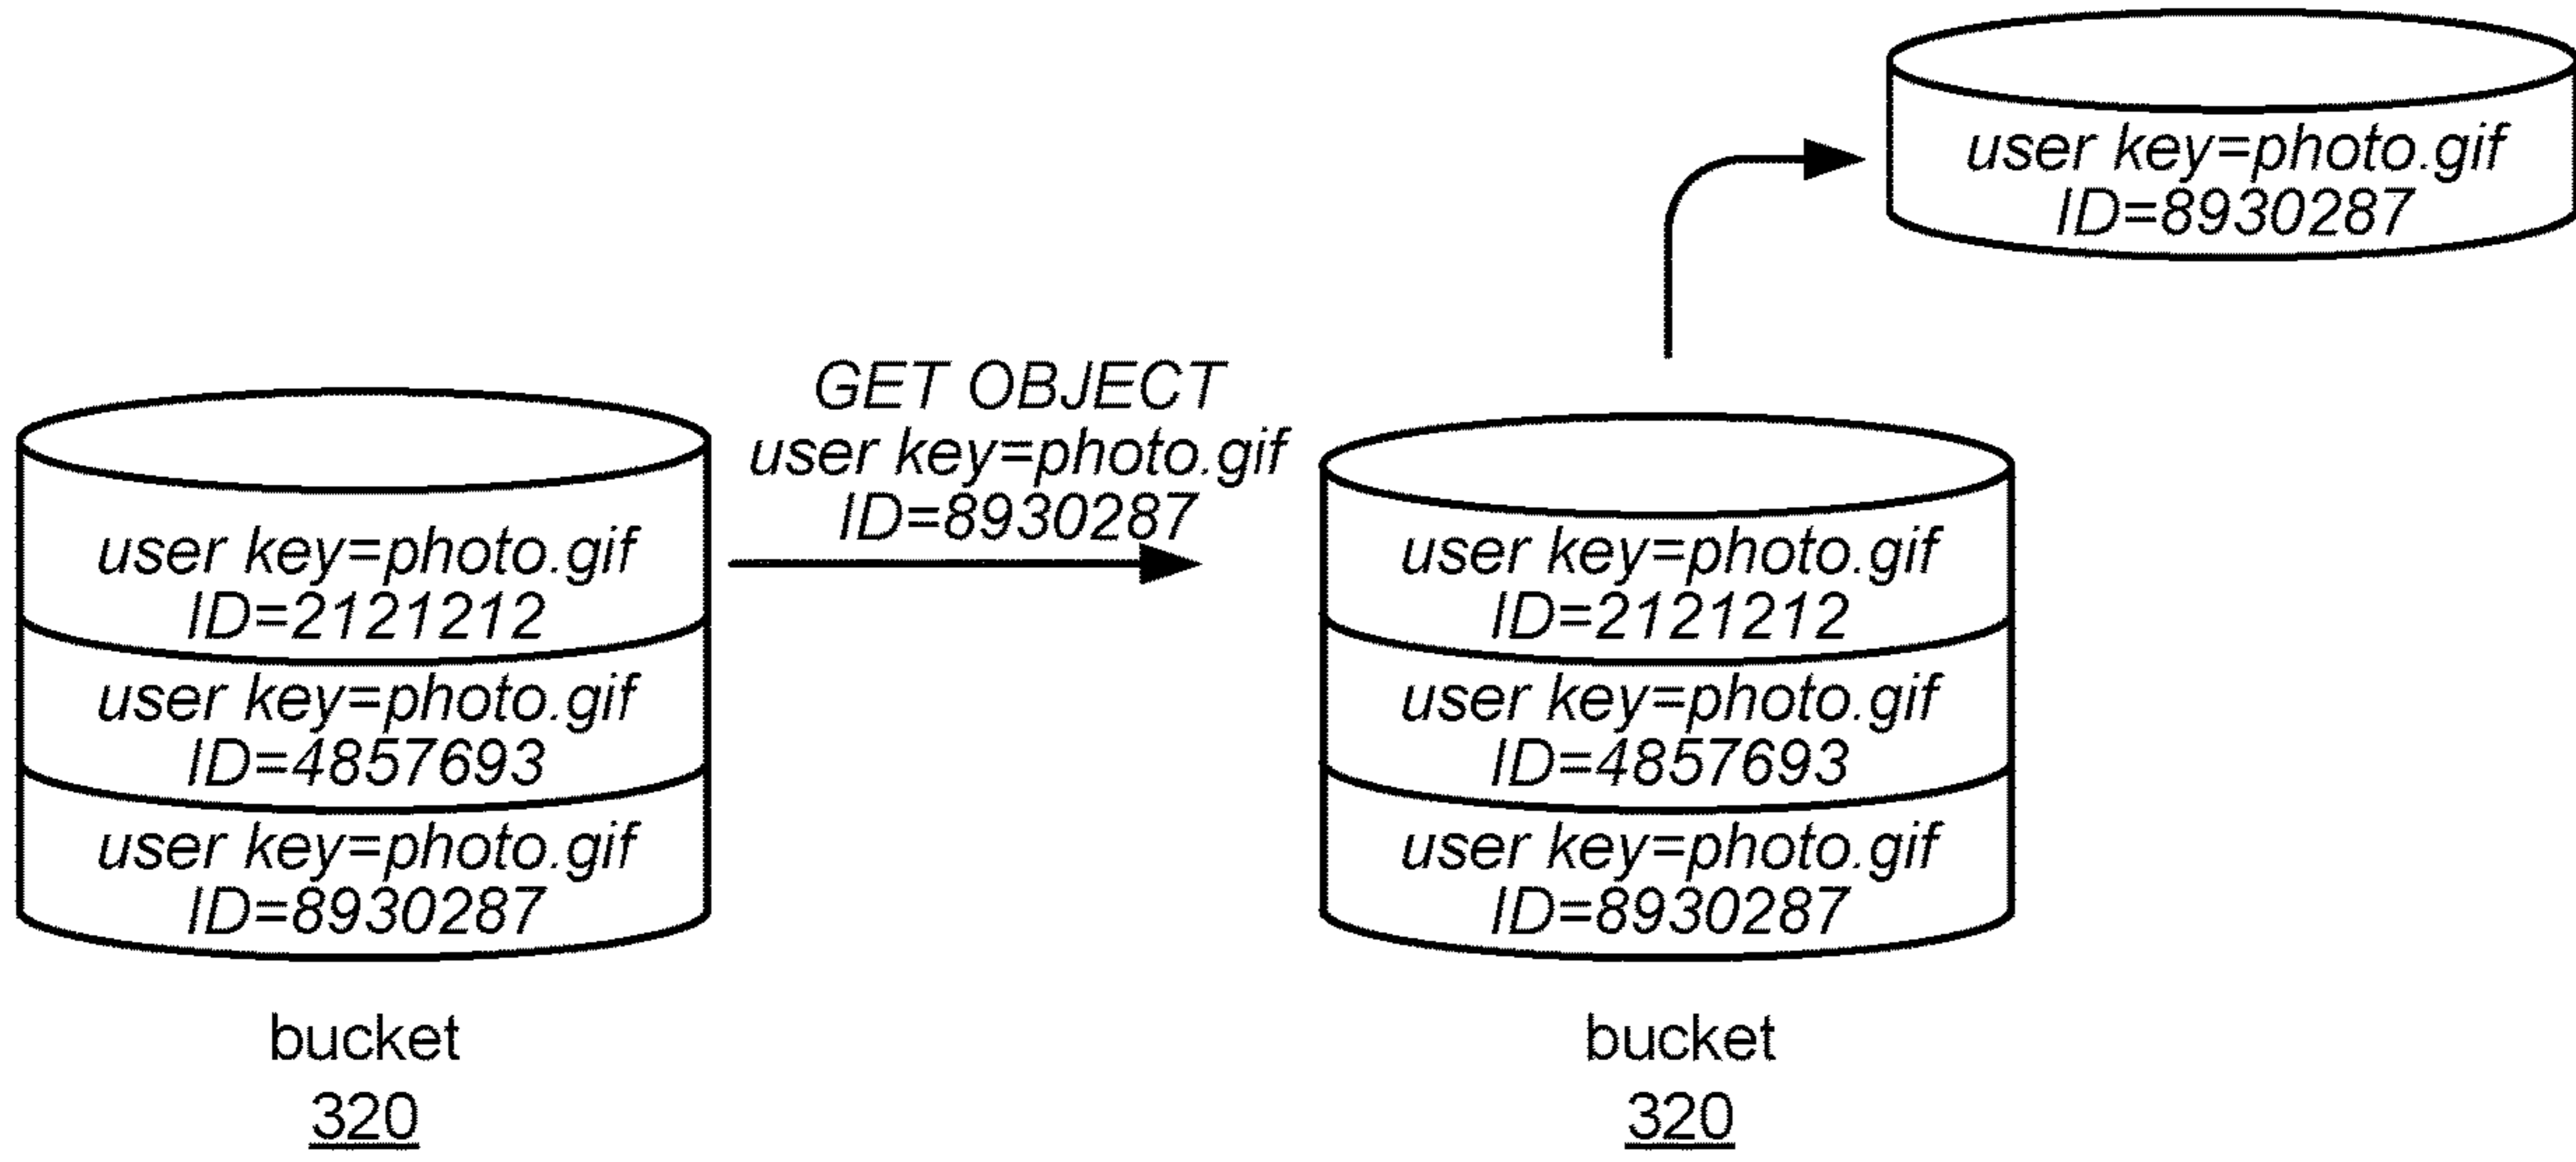 user key=photo.gif
ID=8930287
GET OBJECT
user key=photo.gif
ID=8930287
user key=photo.gif
ID=2121212
user key=photo.gif
ID=4857693
user key=photo.gif
ID=8930287
bucket
320
user key=photo.gif
ID=2121212
user key=photo.gif
ID=4857693
user key=photo.gif
ID=8930287
bucket
320